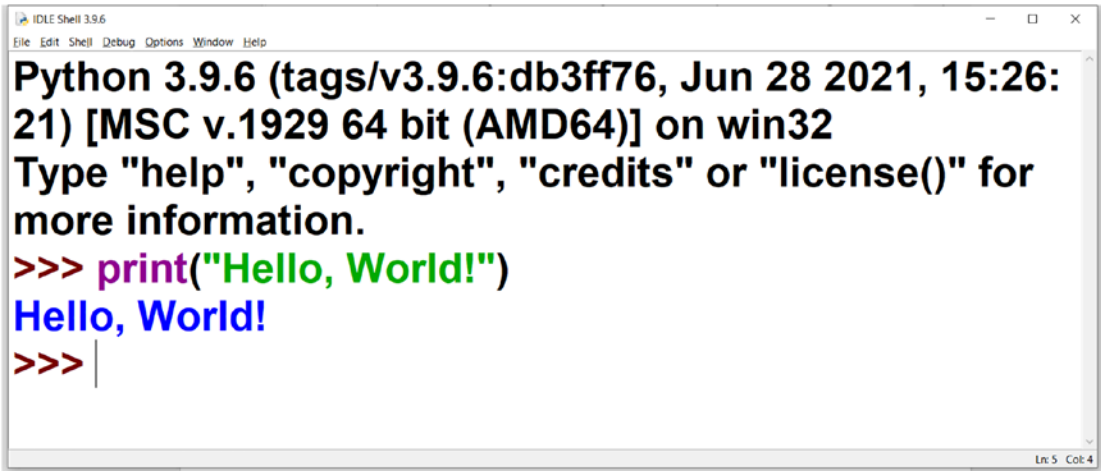 IDLE Shell 3.9.6
File Edit Shell Debug Options Window Help
Python 3.9.6 (tags/v3.9.6:db3ff76, Jun 28 2021, 15:26:
21) [MSC v.1929 64 bit (AMD64)] on win32
Type "help", "copyright", "credits" or "license()" for
more information.
>>> print("Hello, World!")
Hello, World!
>>>
Ln: 5 Col: 4